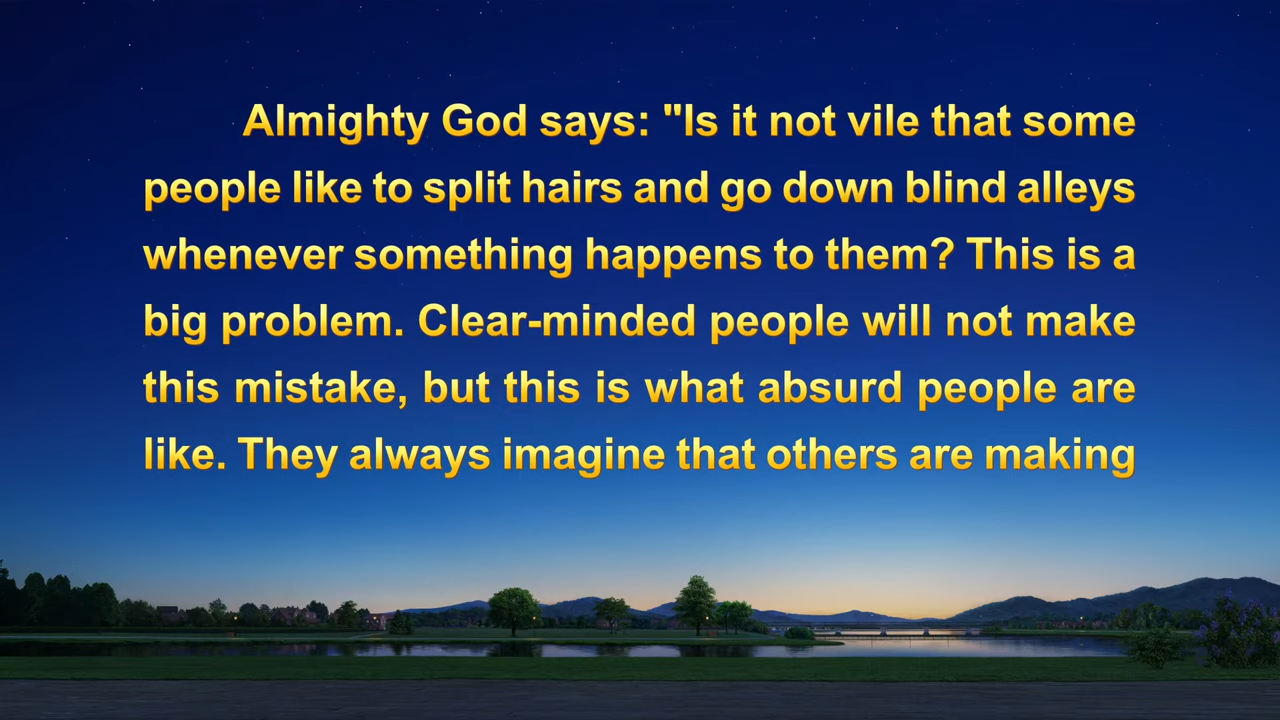 Almighty God says: "Is it not vile that some
people like to split hairs and go down blind alleys
whenever something happens to them? This is a
big problem. Clear-minded people will not make
this mistake, but this is what absurd people are
like. They always imagine that others are making